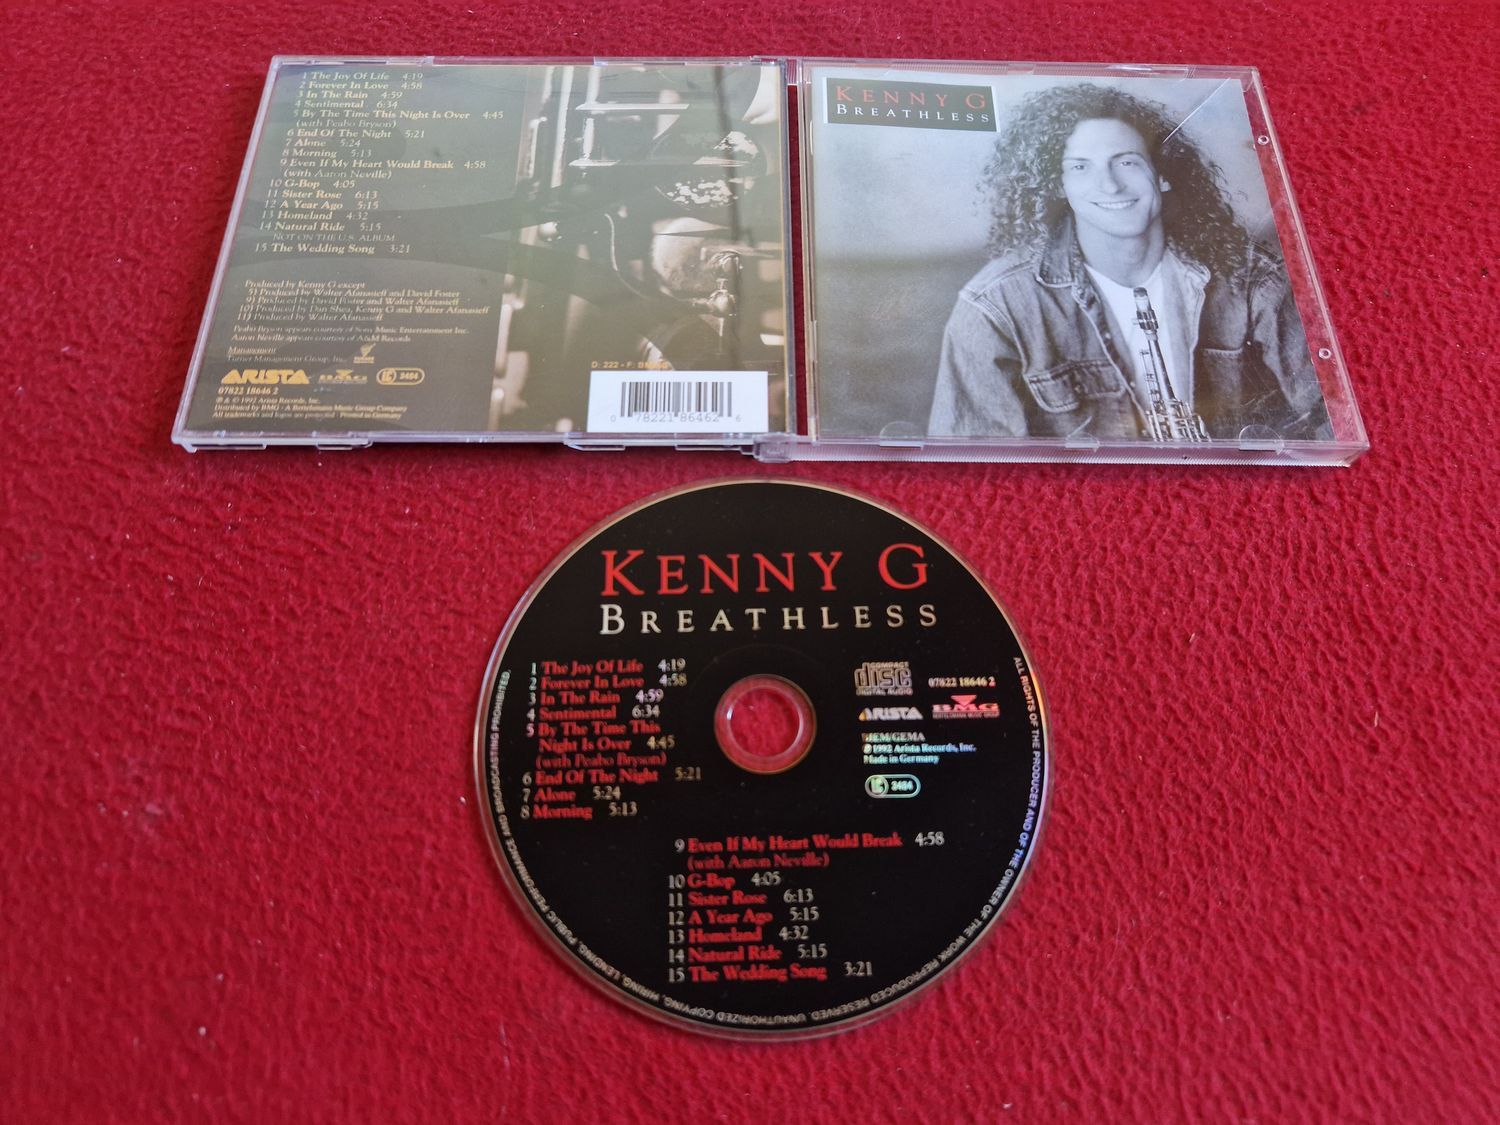 1 The Joy Of Life 4:19
2 Forever In Love 4:58
3 In The Rain 4:59
4 Sentimental 6:34
5 By The Time This Night Is Over 4:45
(with Peabo Bryson)
6 End Of The Night 5:21
7 Alone 5:24
8 Morning 5:13
9 Even If My Heart Would Break 4:58
(with Aaron Neville)
10 G-Bop 4:05
11 Sister Rose 6:13
12 A Year Ago 5:15
13 Homeland 4:32
14 Natural Ride 5:15
NOT ON THE U.S. ALBUM
15 The Wedding Song 3:21
Produced by Kenny G except
5) Produced by Walter Afanasieff and David Foster
9) Produced by David Foster and Walter Afanasieff
10) Produced by Dan Shea, Kenny G and Walter Afanasieff
11) Produced by Walter Afanasieff
Peabo Bryson appears courtesy of Sony Music Entertainment Inc.
Aaron Neville appears courtesy of A&M Records
Management
Turner Management Group, Inc.
ARISTA BMG LC 3484
07822 18646 2
℗ & © 1992 Arista Records, Inc.
Distributed by BMG · A Bertelsmann Music Group Company
All trademarks and logos are protected · Printed in Germany
D: 222 - F:
0 78221 86462 6
KENNY G
BREATHLESS
KENNY G
BREATHLESS
1 The Joy Of Life 4:19
2 Forever In Love 4:58
3 In The Rain 4:59
4 Sentimental 6:34
5 By The Time This
Night Is Over 4:45
(with Peabo Bryson)
6 End Of The Night 5:21
7 Alone 5:24
8 Morning 5:13
COMPACT
disc
DIGITAL AUDIO
07822 18646 2
ARISTA
BMG
BERTELSMANN MUSIC GROUP
BIEM/GEMA
℗ 1992 Arista Records, Inc.
Made in Germany
LC 3484
9 Even If My Heart Would Break 4:58
(with Aaron Neville)
10 G-Bop 4:05
11 Sister Rose 6:13
12 A Year Ago 5:15
13 Homeland 4:32
14 Natural Ride 5:15
15 The Wedding Song 3:21
ALL RIGHTS OF THE PRODUCER AND OF THE OWNER OF THE WORK REPRODUCED RESERVED. UNAUTHORIZED COPYING, HIRING, LENDING, PUBLIC PERFORMANCE AND BROADCASTING PROHIBITED.